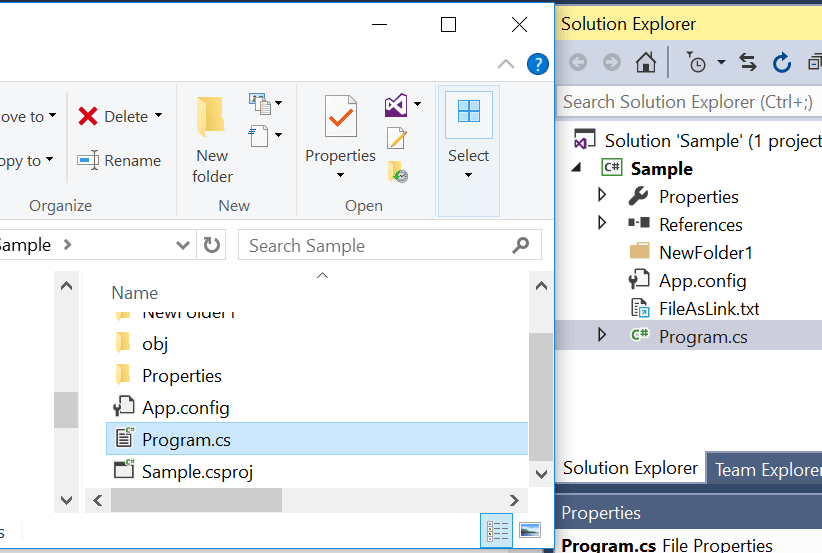 ove to
Delete
opy to
Rename
New
folder
Properties
Select
Organize
New
Open
Sample
Search Sample
Name
NewFolder1
obj
Properties
App.config
Program.cs
Sample.csproj
s
Solution Explorer
Search Solution Explorer (Ctrl+;)
Solution 'Sample' (1 project
C# Sample
Properties
References
NewFolder1
App.config
FileAsLink.txt
C# Program.cs
Solution Explorer
Team Explorer
Properties
Program.cs File Properties